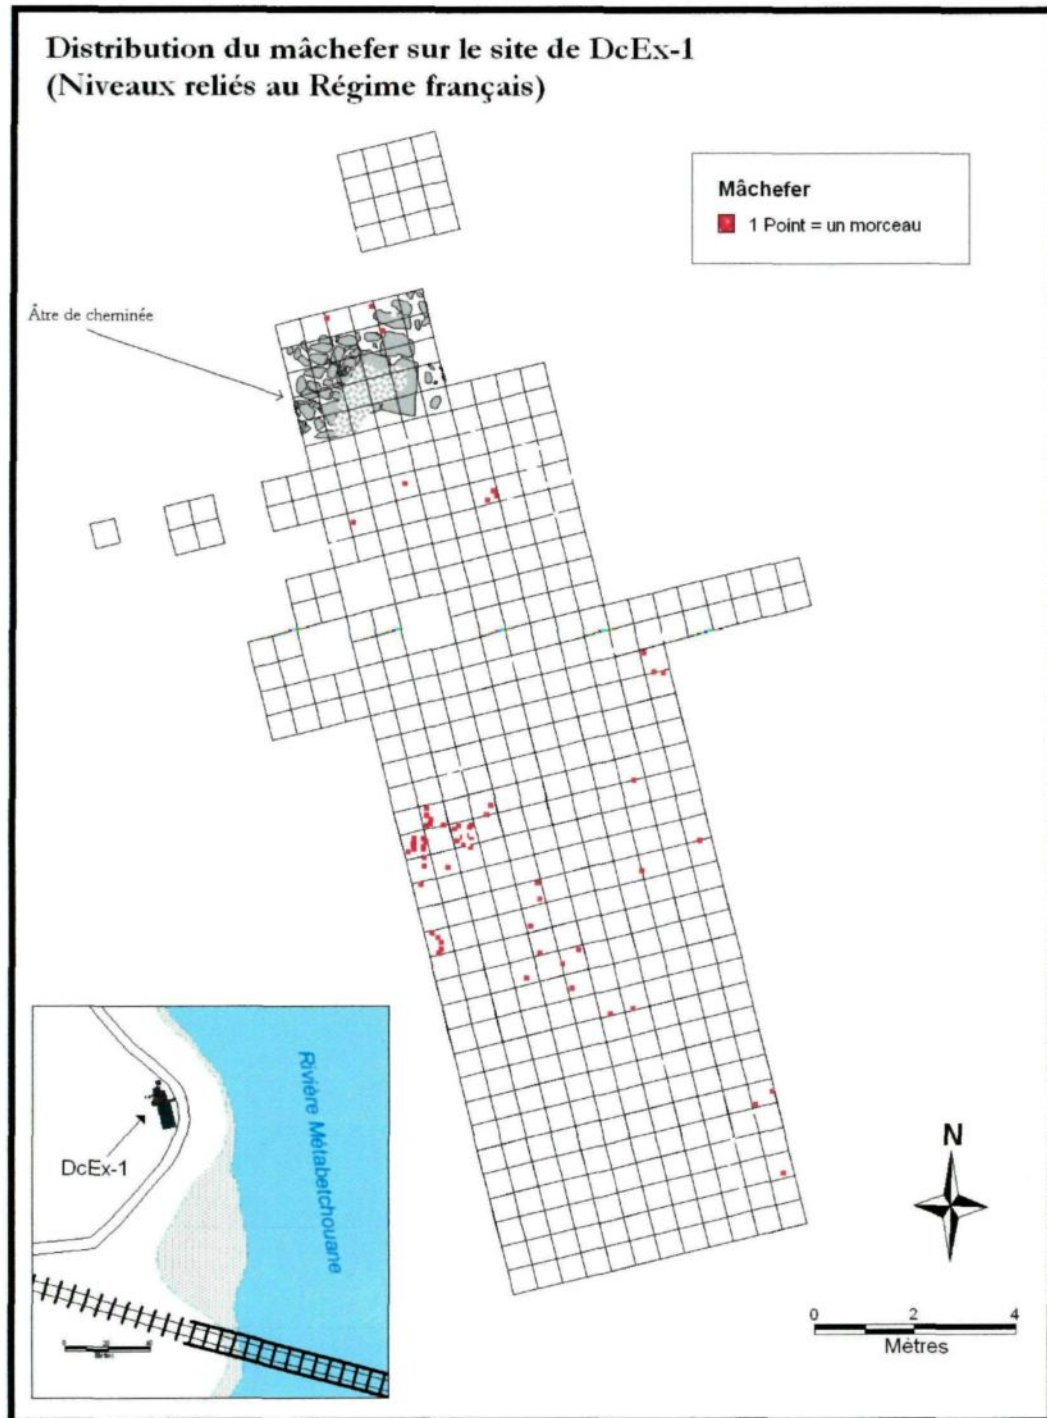 Distribution du mâchefer sur le site de DcEx-1
(Niveaux reliés au Régime français)
Mâchefer
1 Point = un morceau
Âtre de cheminée
Rivière Métabetchouane
DcEx-1
N
0 2 4
Mètres